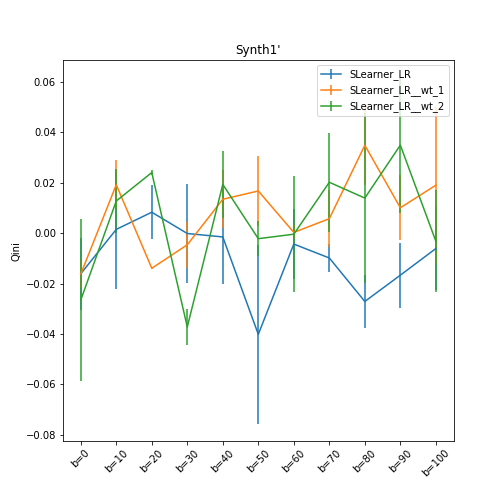 Synth1'
SLearner_LR
SLearner_LR__wt_1
SLearner_LR__wt_2
Qini
0.06
0.04
0.02
0.00
−0.02
−0.04
−0.06
−0.08
b=0
b=10
b=20
b=30
b=40
b=50
b=60
b=70
b=80
b=90
b=100